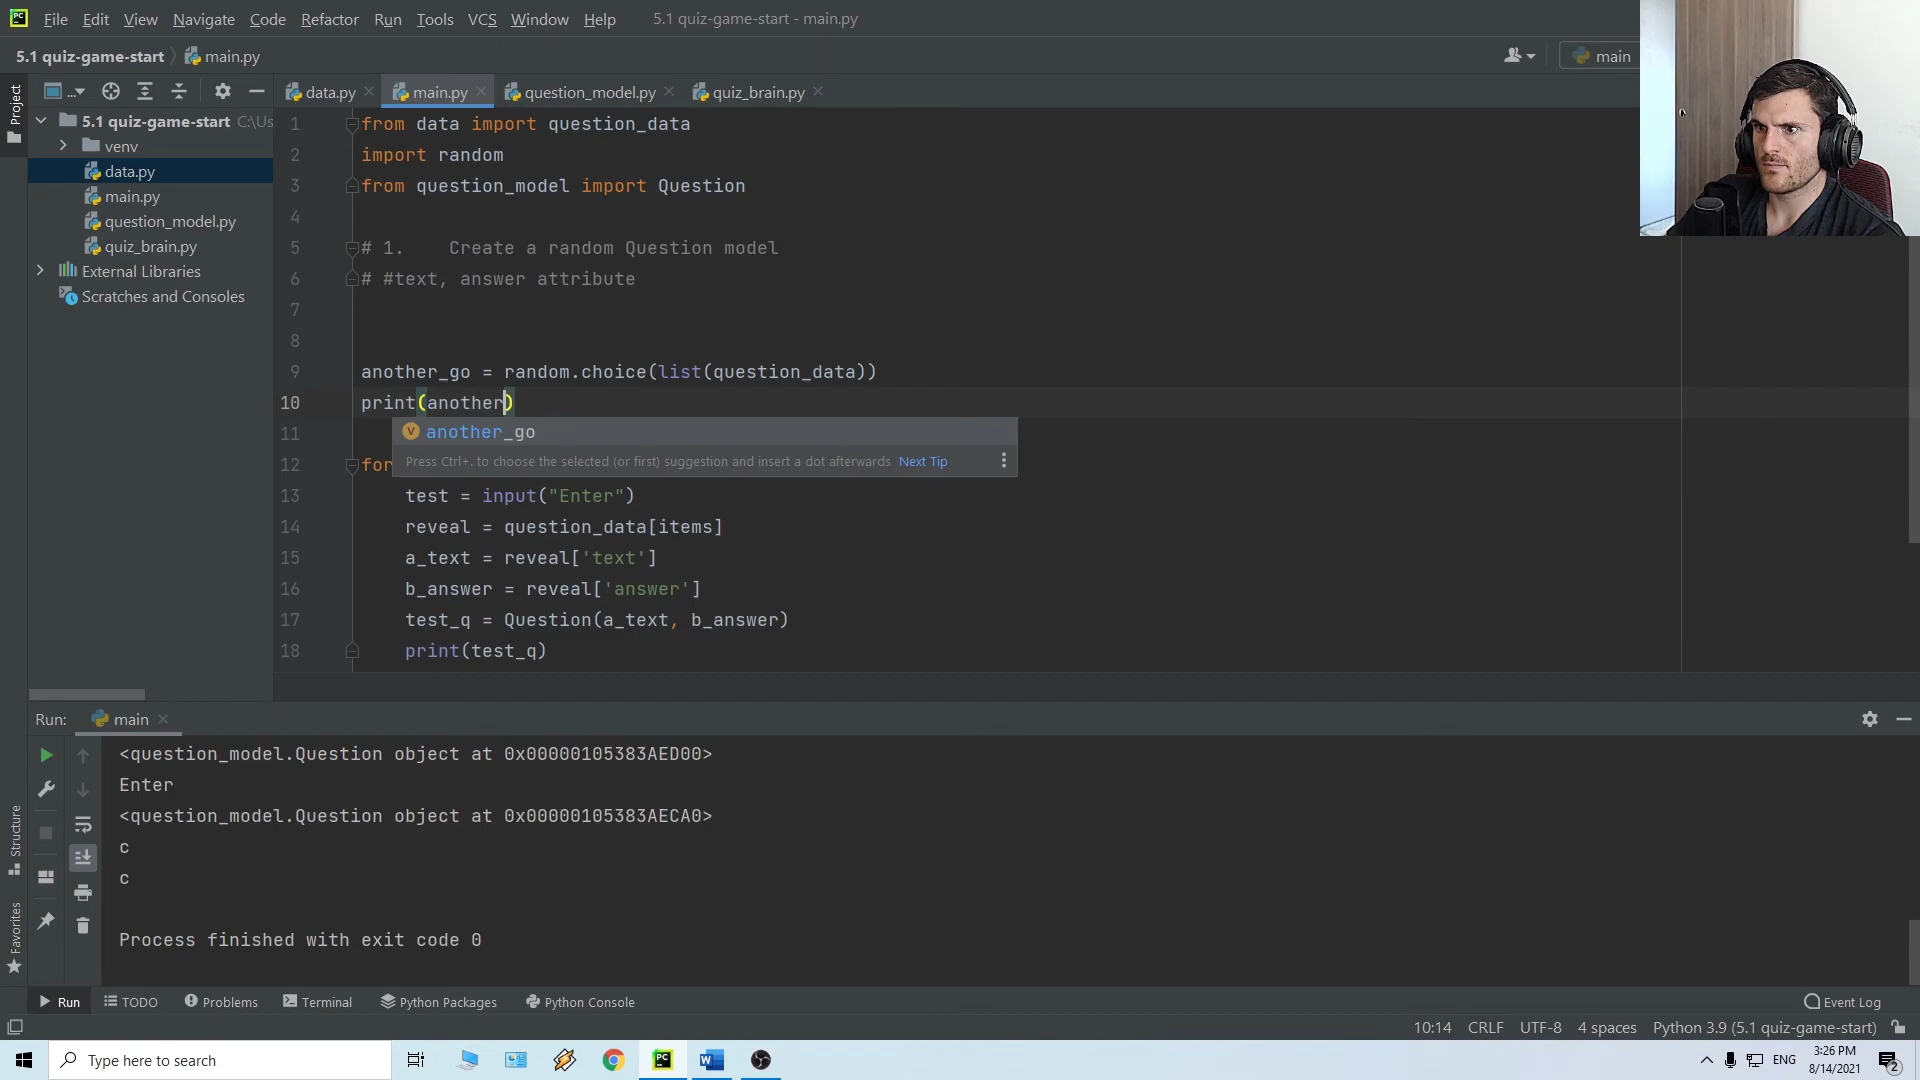 File Edit View Navigate Code Refactor Run Tools VCS Window Help 5.1 quiz-game-start - main.py
5.1 quiz-game-start main.py
main
...
data.py main.py question_model.py quiz_brain.py
Project
5.1 quiz-game-start C:\Us
venv
data.py
main.py
question_model.py
quiz_brain.py
External Libraries
Scratches and Consoles
1 from data import question_data
2 import random
3 from question_model import Question
4
5 # 1. Create a random Question model
6 # #text, answer attribute
7
8
9 another_go = random.choice(list(question_data))
10 print(another)
V another_go
Press Ctrl+. to choose the selected (or first) suggestion and insert a dot afterwards Next Tip
11
12 for
13 test = input("Enter")
14 reveal = question_data[items]
15 a_text = reveal['text']
16 b_answer = reveal['answer']
17 test_q = Question(a_text, b_answer)
18 print(test_q)
Run: main
<question_model.Question object at 0x00000105383AED00>
Enter
<question_model.Question object at 0x00000105383AECA0>
c
c
Process finished with exit code 0
Structure
Favorites
Run TODO Problems Terminal Python Packages Python Console Event Log
10:14 CRLF UTF-8 4 spaces Python 3.9 (5.1 quiz-game-start)
Type here to search
PC
W
ENG
3:26 PM
8/14/2021
2